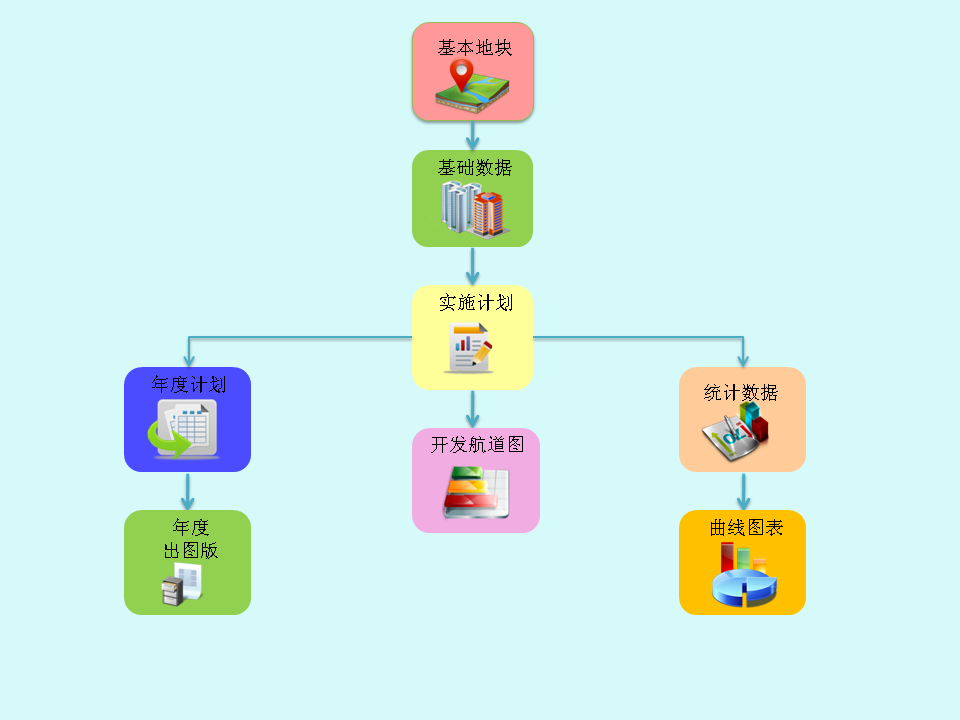 基本地块
基础数据
实施计划
年度计划
统计数据
开发航道图
年度
出图版
曲线图表